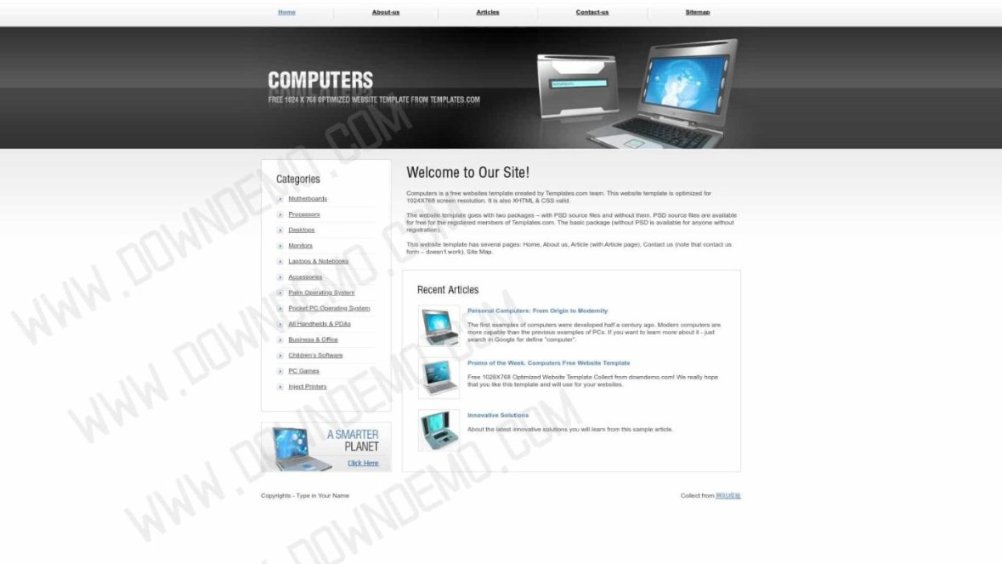 Home About-us Articles Contact-us Sitemap
COMPUTERS
FREE 1024 X 768 OPTIMIZED WEBSITE TEMPLATE FROM TEMPLATES.COM
Categories
Motherboards
Processors
Desktops
Monitors
Laptops & Notebooks
Accessories
Palm Operating System
Pocket PC Operating System
All Handhelds & PDAs
Business & Office
Children's Software
PC Games
Inject Printers
A SMARTER
PLANET
Click Here
Welcome to Our Site!
Computers is a free websites template created by Templates.com team. This website template is optimized for
1024X768 screen resolution. It is also XHTML & CSS valid.
The website template goes with two packages – with PSD source files and without them. PSD source files are available
for free for the registered members of Templates.com. The basic package (without PSD is available for anyone without
registration).
This website template has several pages: Home, About us, Article (with Article page), Contact us (note that contact us
form – doesn't work), Site Map.
Recent Articles
Personal Computers: From Origin to Modernity
The first examples of computers were developed half a century ago. Modern computers are
more capable than the previous examples of PCs. If you want to learn more about it - just
search in Google for define "computer".
Promo of the Week. Computers Free Website Template
Free 1028X768 Optimized Website Template Collect from downdemo.com! We really hope
that you like this template and will use for your websites.
Innovative Solutions
About the latest innovative solutions you will learn from this sample article.
Copyrights - Type in Your Name
Collect from 网站模板
WWW.DOWNDEMO.COM
WWW.DOWNDEMO.COM
WWW.DOWNDEMO.COM
.DOWNDEMO.COM